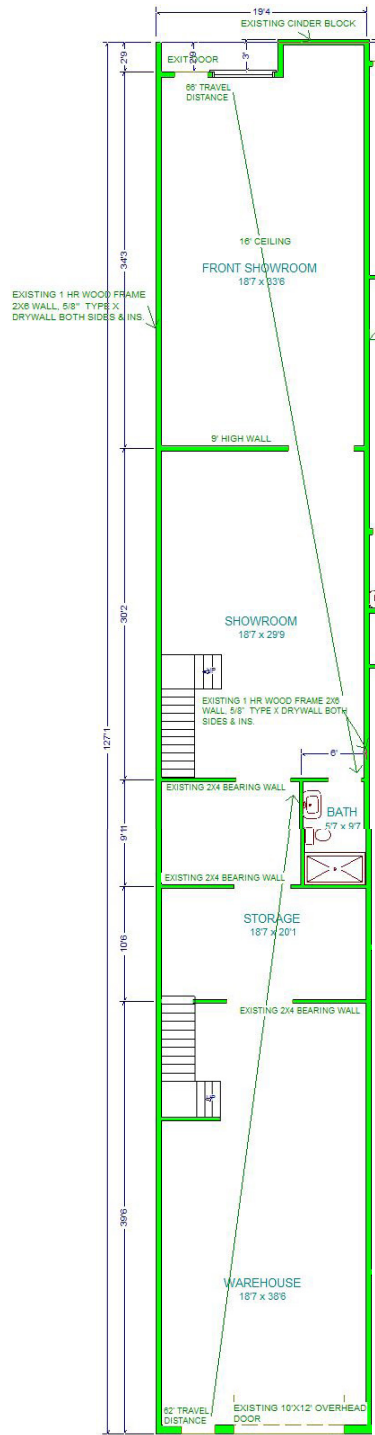 19'4
EXISTING CINDER BLOCK
2'9
EXIT DOOR
2'9
3'
66' TRAVEL
DISTANCE
16' CEILING
34'3
FRONT SHOWROOM
18'7 x 33'6
EXISTING 1 HR WOOD FRAME
2X6 WALL, 5/8" TYPE X
DRYWALL BOTH SIDES & INS.
9' HIGH WALL
30'2
SHOWROOM
18'7 x 29'9
127'1
EXISTING 1 HR WOOD FRAME 2X6
WALL, 5/8" TYPE X DRYWALL BOTH
SIDES & INS.
6'
EXISTING 2X4 BEARING WALL
BATH
5'7 x 9'7
9'11
EXISTING 2X4 BEARING WALL
STORAGE
18'7 x 20'1
10'6
EXISTING 2X4 BEARING WALL
39'6
WAREHOUSE
18'7 x 38'6
62' TRAVEL
DISTANCE
EXISTING 10'X12' OVERHEAD
DOOR